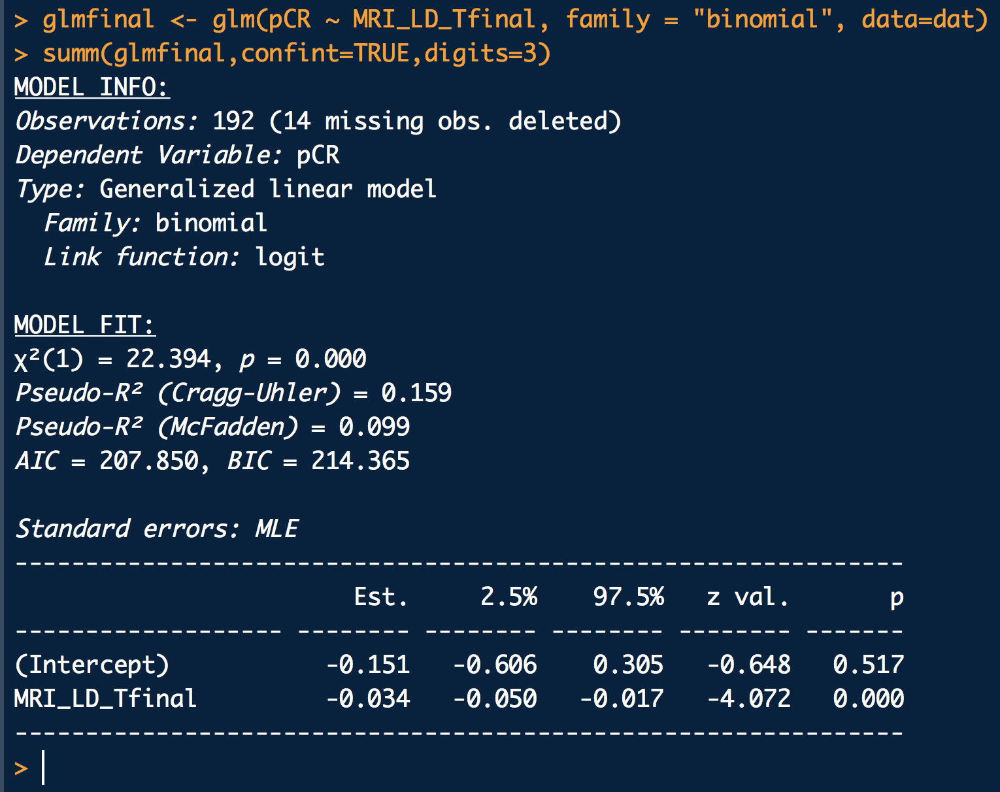 > glmfinal <- glm(pCR ~ MRI_LD_Tfinal, family = "binomial", data=dat)
> summ(glmfinal,confint=TRUE,digits=3)
MODEL INFO:
Observations: 192 (14 missing obs. deleted)
Dependent Variable: pCR
Type: Generalized linear model
  Family: binomial
  Link function: logit
MODEL FIT:
χ²(1) = 22.394, p = 0.000
Pseudo-R² (Cragg-Uhler) = 0.159
Pseudo-R² (McFadden) = 0.099
AIC = 207.850, BIC = 214.365
Standard errors: MLE
---------------------------------------------------------------
                        Est.     2.5%    97.5%   z val.       p
------------------- -------- -------- -------- -------- -------
(Intercept)           -0.151   -0.606    0.305   -0.648   0.517
MRI_LD_Tfinal         -0.034   -0.050   -0.017   -4.072   0.000
---------------------------------------------------------------
>